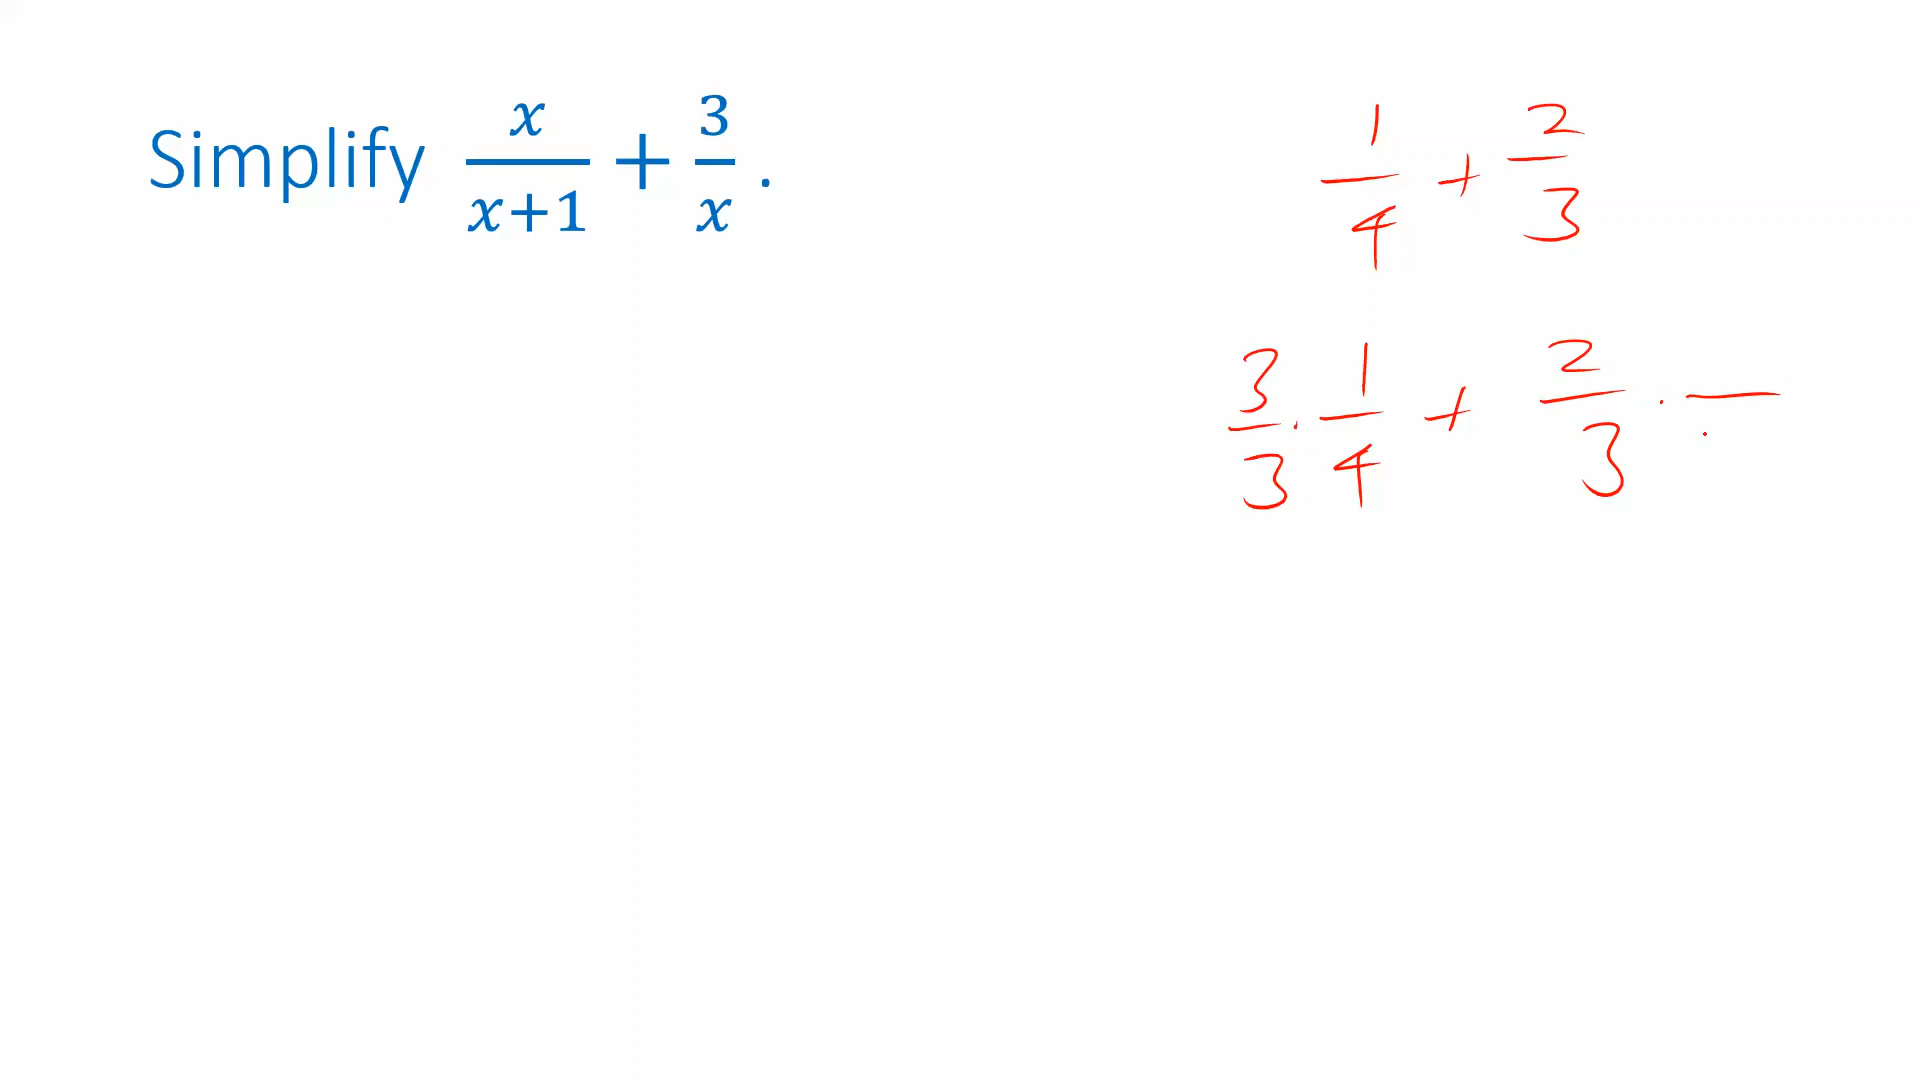 Simplify x/(x+1) + 3/x .
1/4 + 2/3
3/3 · 1/4 + 2/3 ·